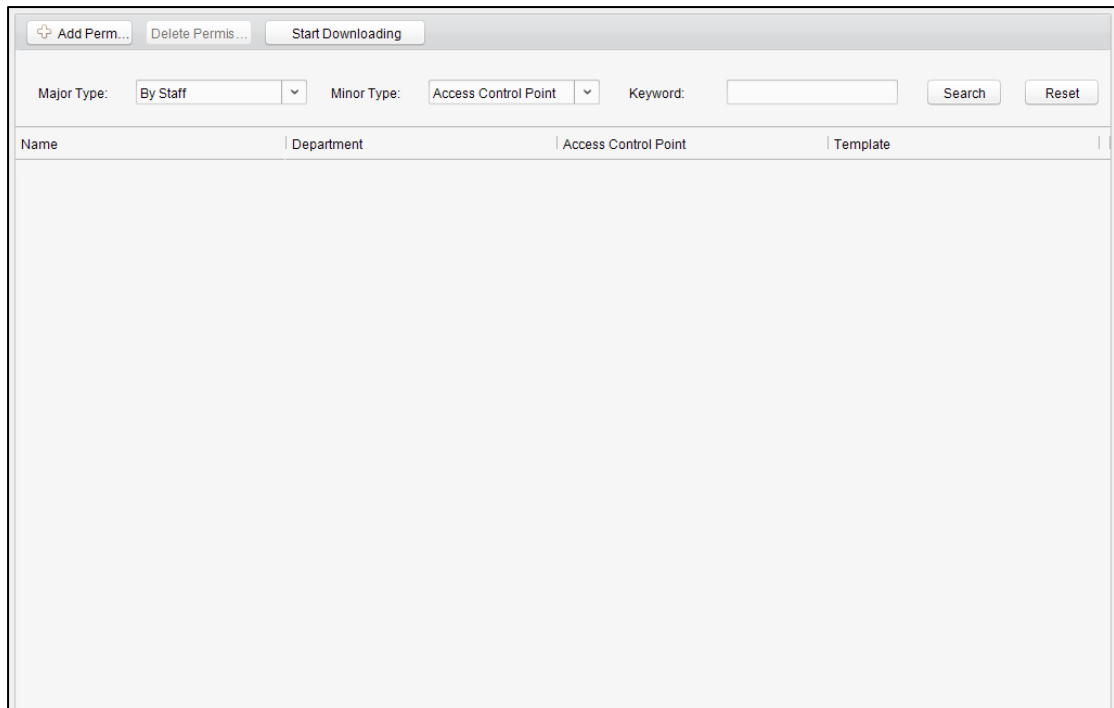 Add Perm... Delete Permis... Start Downloading
Major Type: By Staff Minor Type: Access Control Point Keyword: Search Reset
Name Department Access Control Point Template